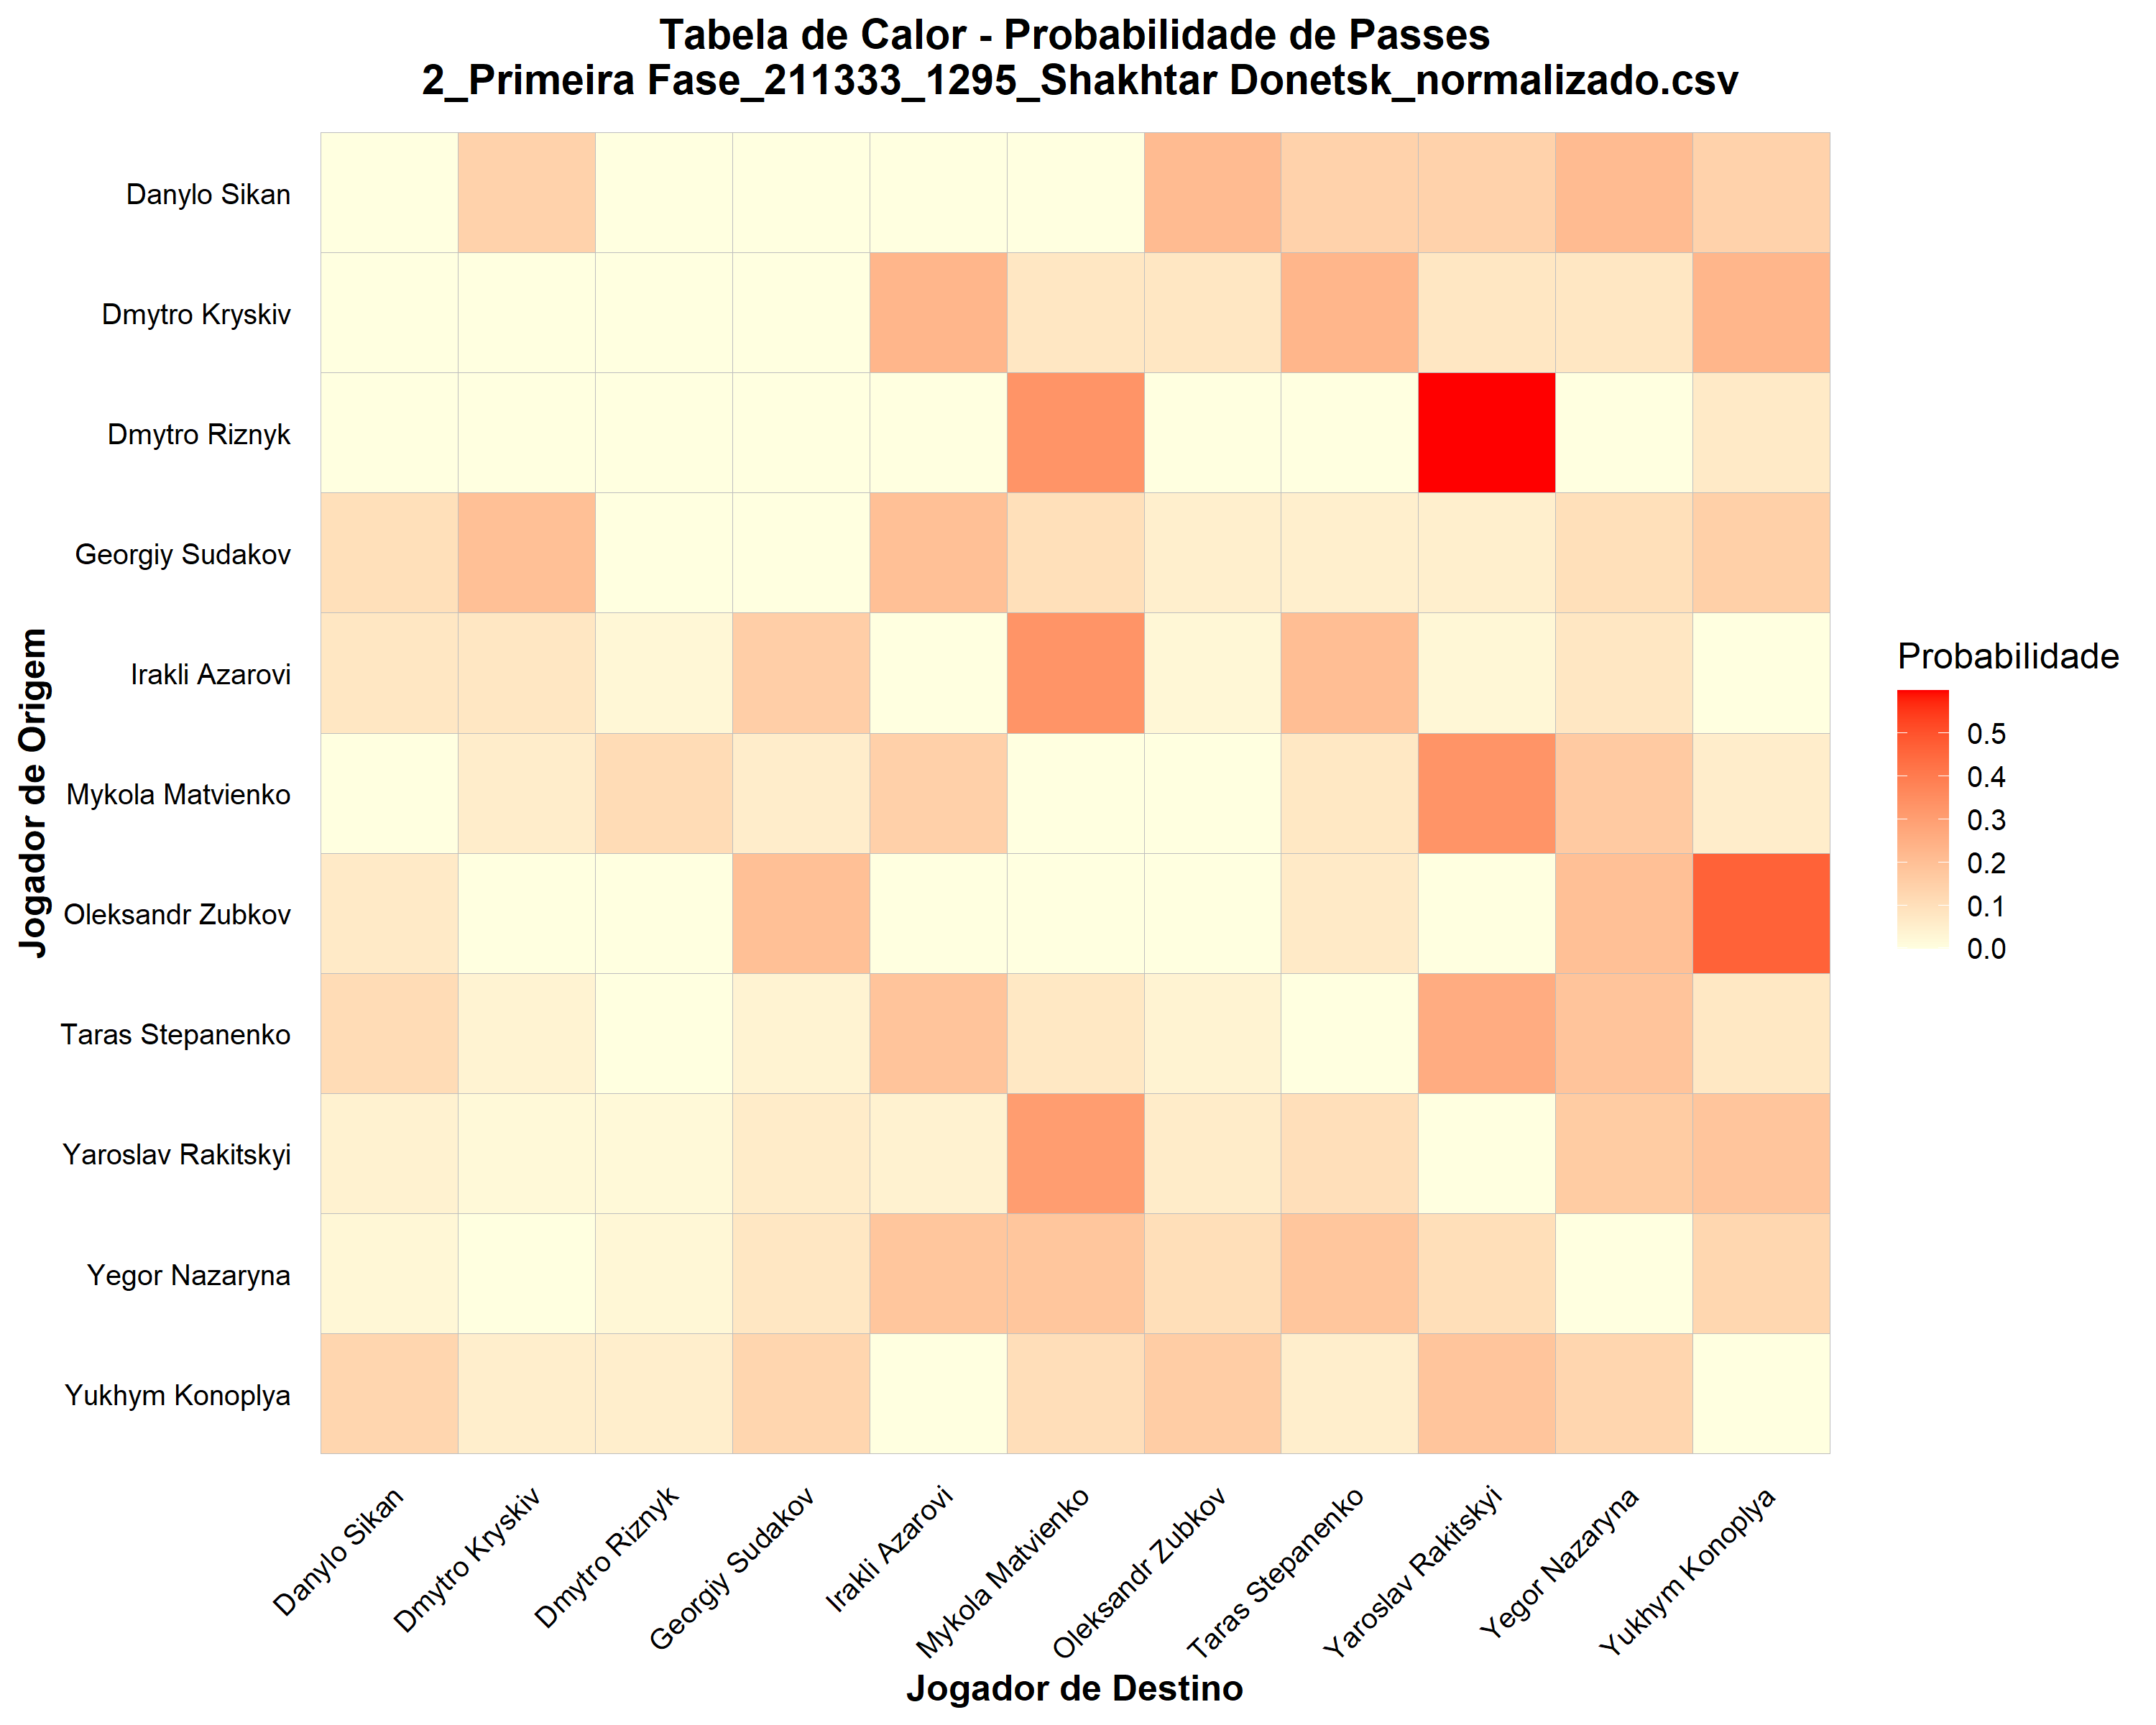 Tabela de Calor - Probabilidade de Passes
2_Primeira Fase_211333_1295_Shakhtar Donetsk_normalizado.csv
Jogador de Origem
Danylo Sikan
Dmytro Kryskiv
Dmytro Riznyk
Georgiy Sudakov
Irakli Azarovi
Mykola Matvienko
Oleksandr Zubkov
Taras Stepanenko
Yaroslav Rakitskyi
Yegor Nazaryna
Yukhym Konoplya
Danylo Sikan
Dmytro Kryskiv
Dmytro Riznyk
Georgiy Sudakov
Irakli Azarovi
Mykola Matvienko
Oleksandr Zubkov
Taras Stepanenko
Yaroslav Rakitskyi
Yegor Nazaryna
Yukhym Konoplya
Jogador de Destino
Probabilidade
0.5
0.4
0.3
0.2
0.1
0.0